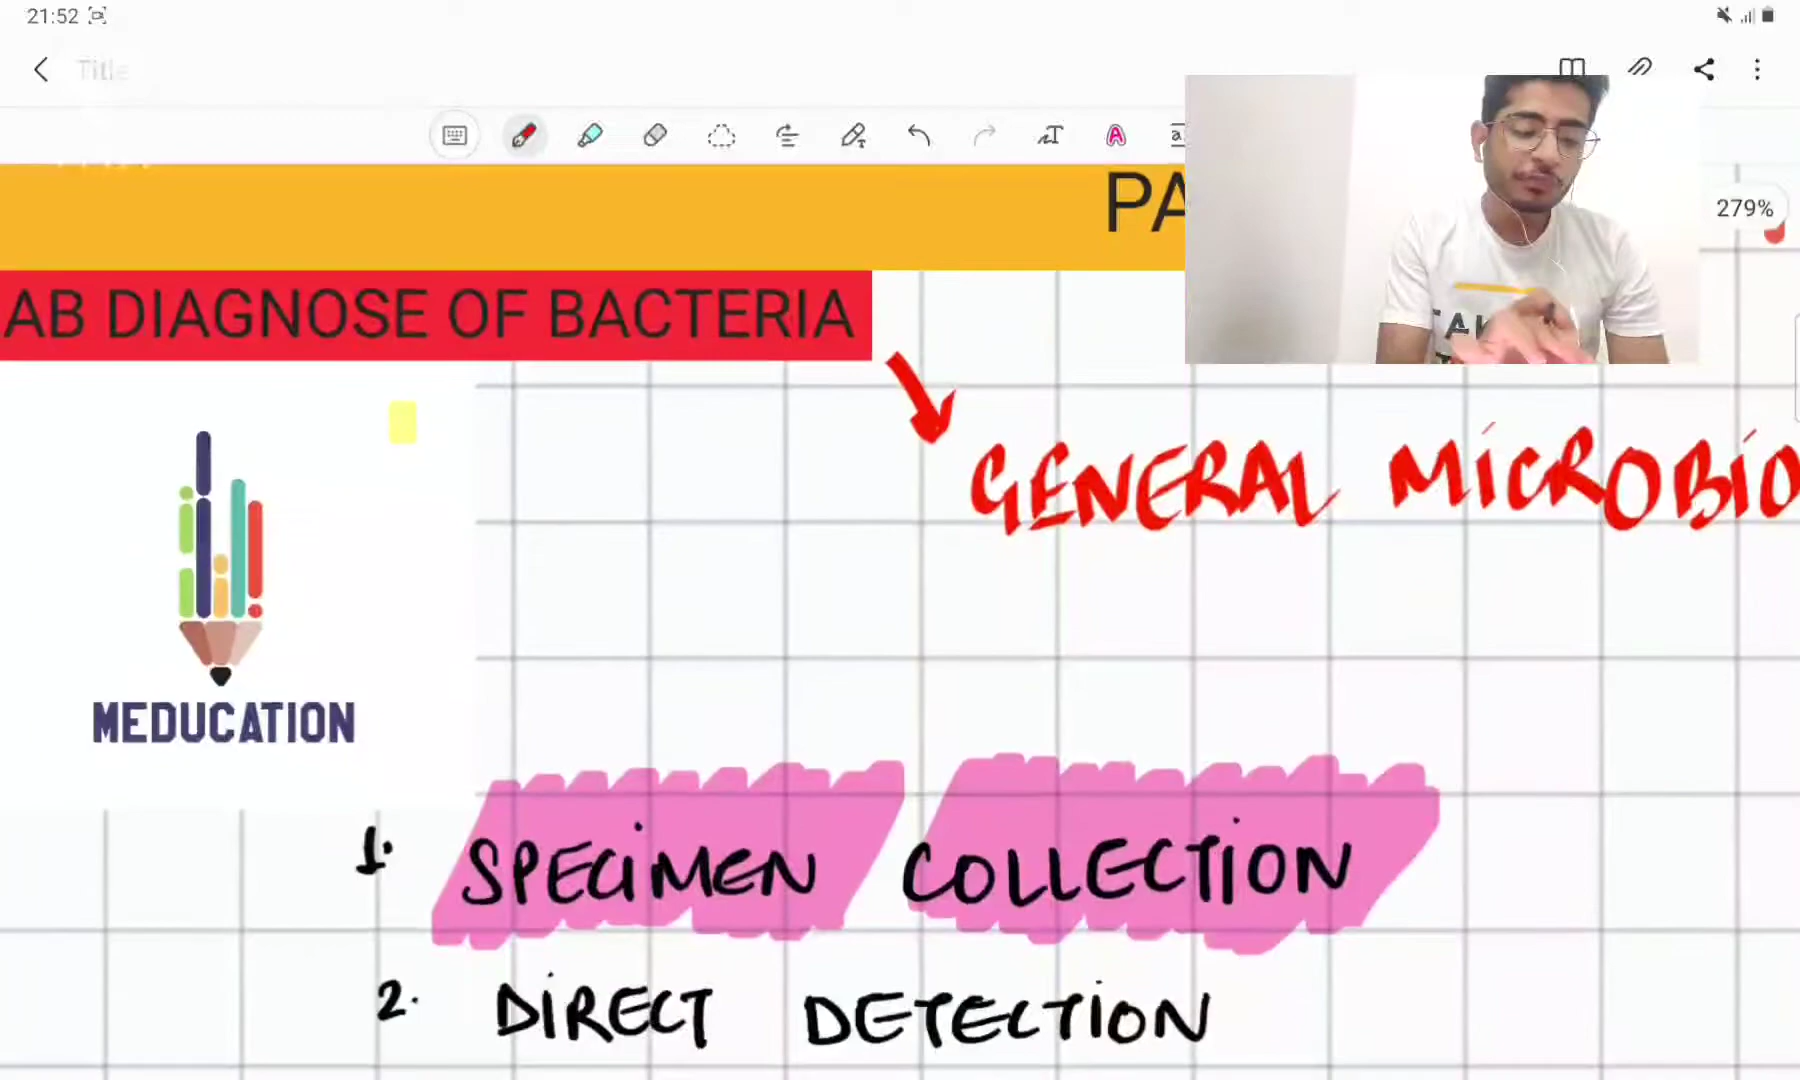 21:52
Title
279%
PA
AB DIAGNOSE OF BACTERIA
GENERAL MICROBIO
MEDUCATION
1. SPECIMEN COLLECTION
2. DIRECT DETECTION